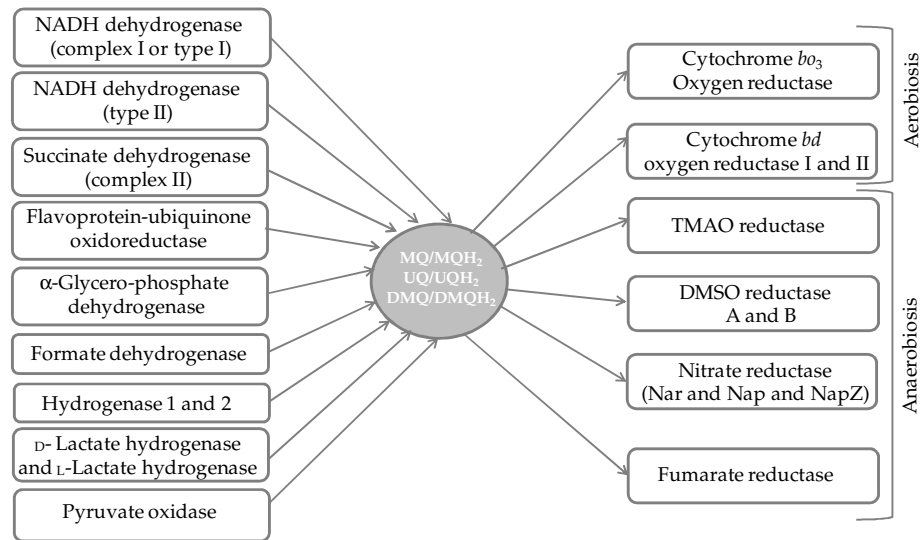 NADH dehydrogenase
(complex I or type I)
NADH dehydrogenase
(type II)
Succinate dehydrogenase
(complex II)
Flavoprotein-ubiquinone
oxidoreductase
α-Glycero-phosphate
dehydrogenase
Formate dehydrogenase
Hydrogenase 1 and 2
D- Lactate hydrogenase
and L-Lactate hydrogenase
Pyruvate oxidase
MQ/MQH₂
UQ/UQH₂
DMQ/DMQH₂
Cytochrome bo₃
Oxygen reductase
Cytochrome bd
oxygen reductase I and II
TMAO reductase
DMSO reductase
A and B
Nitrate reductase
(Nar and Nap and NapZ)
Fumarate reductase
Aerobiosis
Anaerobiosis